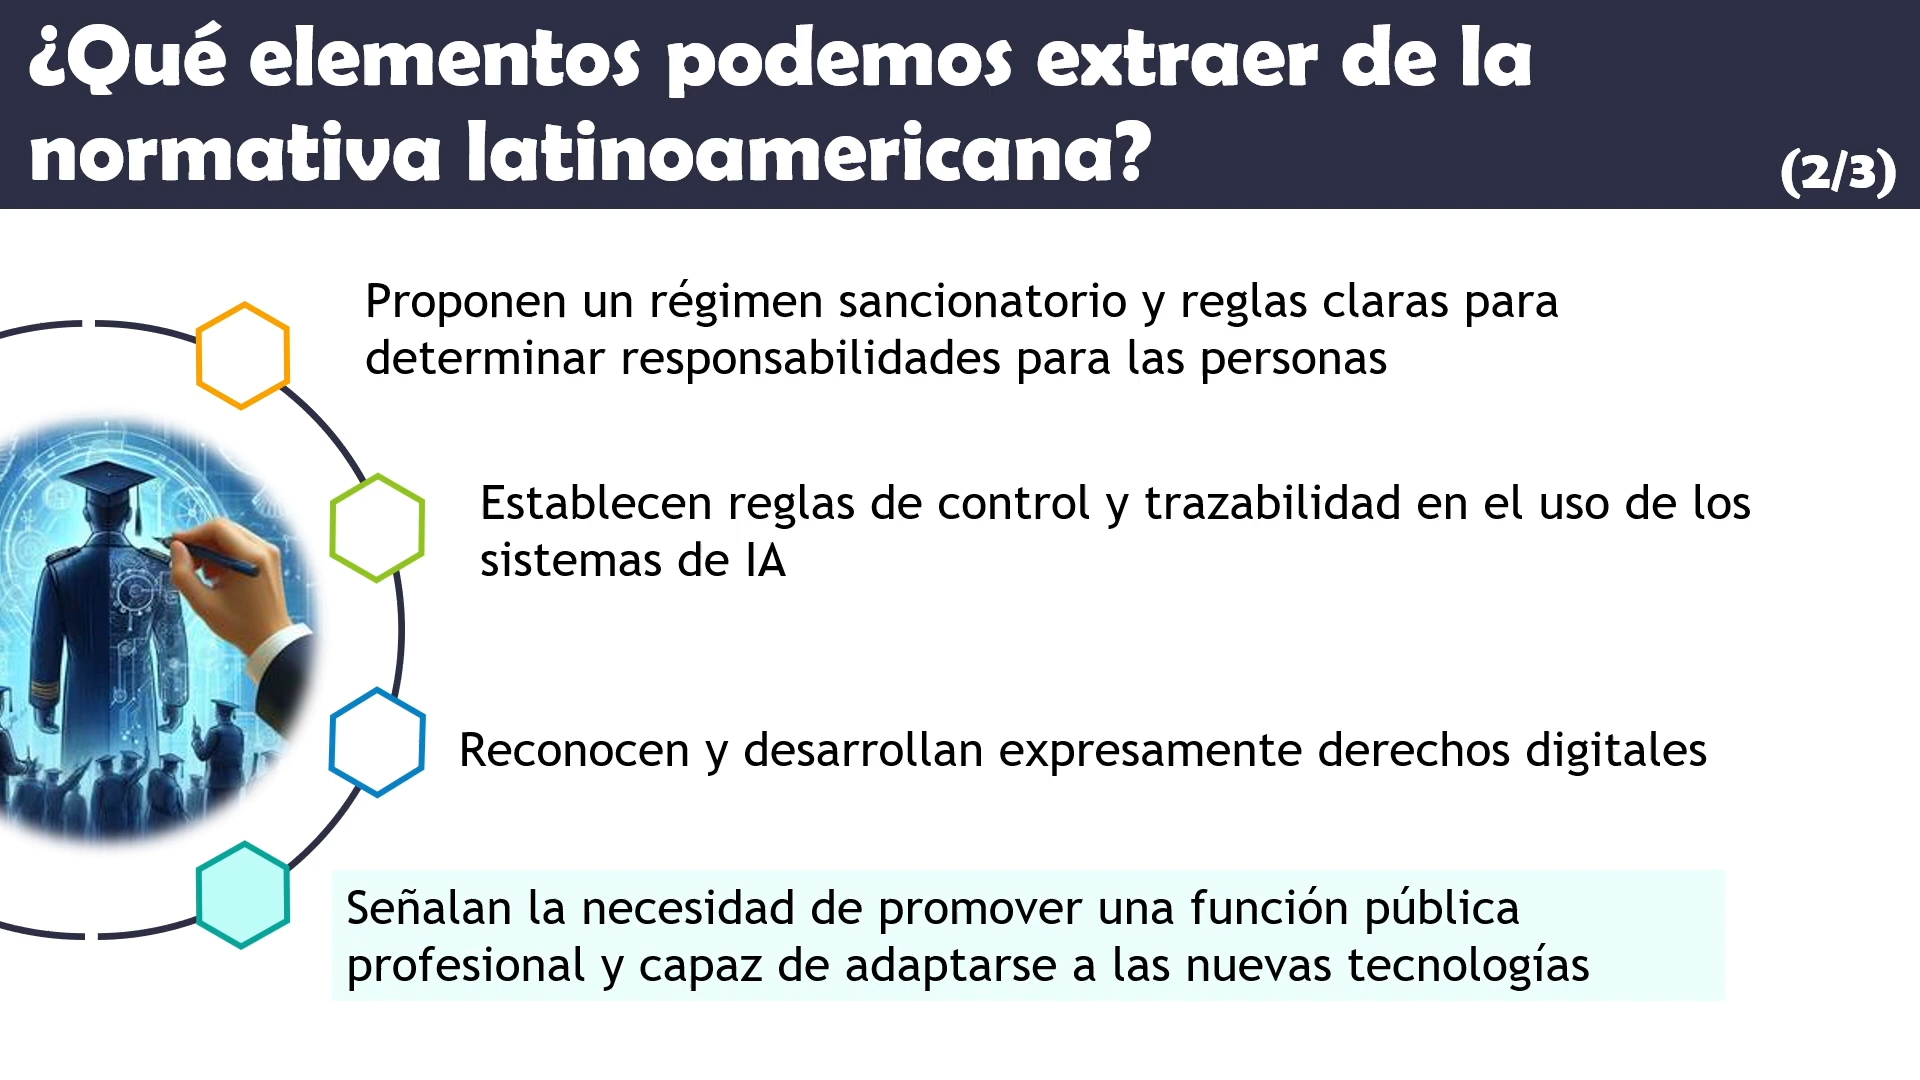 ¿Qué elementos podemos extraer de la
normativa latinoamericana?
(2/3)
Proponen un régimen sancionatorio y reglas claras para
determinar responsabilidades para las personas
Establecen reglas de control y trazabilidad en el uso de los
sistemas de IA
Reconocen y desarrollan expresamente derechos digitales
Señalan la necesidad de promover una función pública
profesional y capaz de adaptarse a las nuevas tecnologías